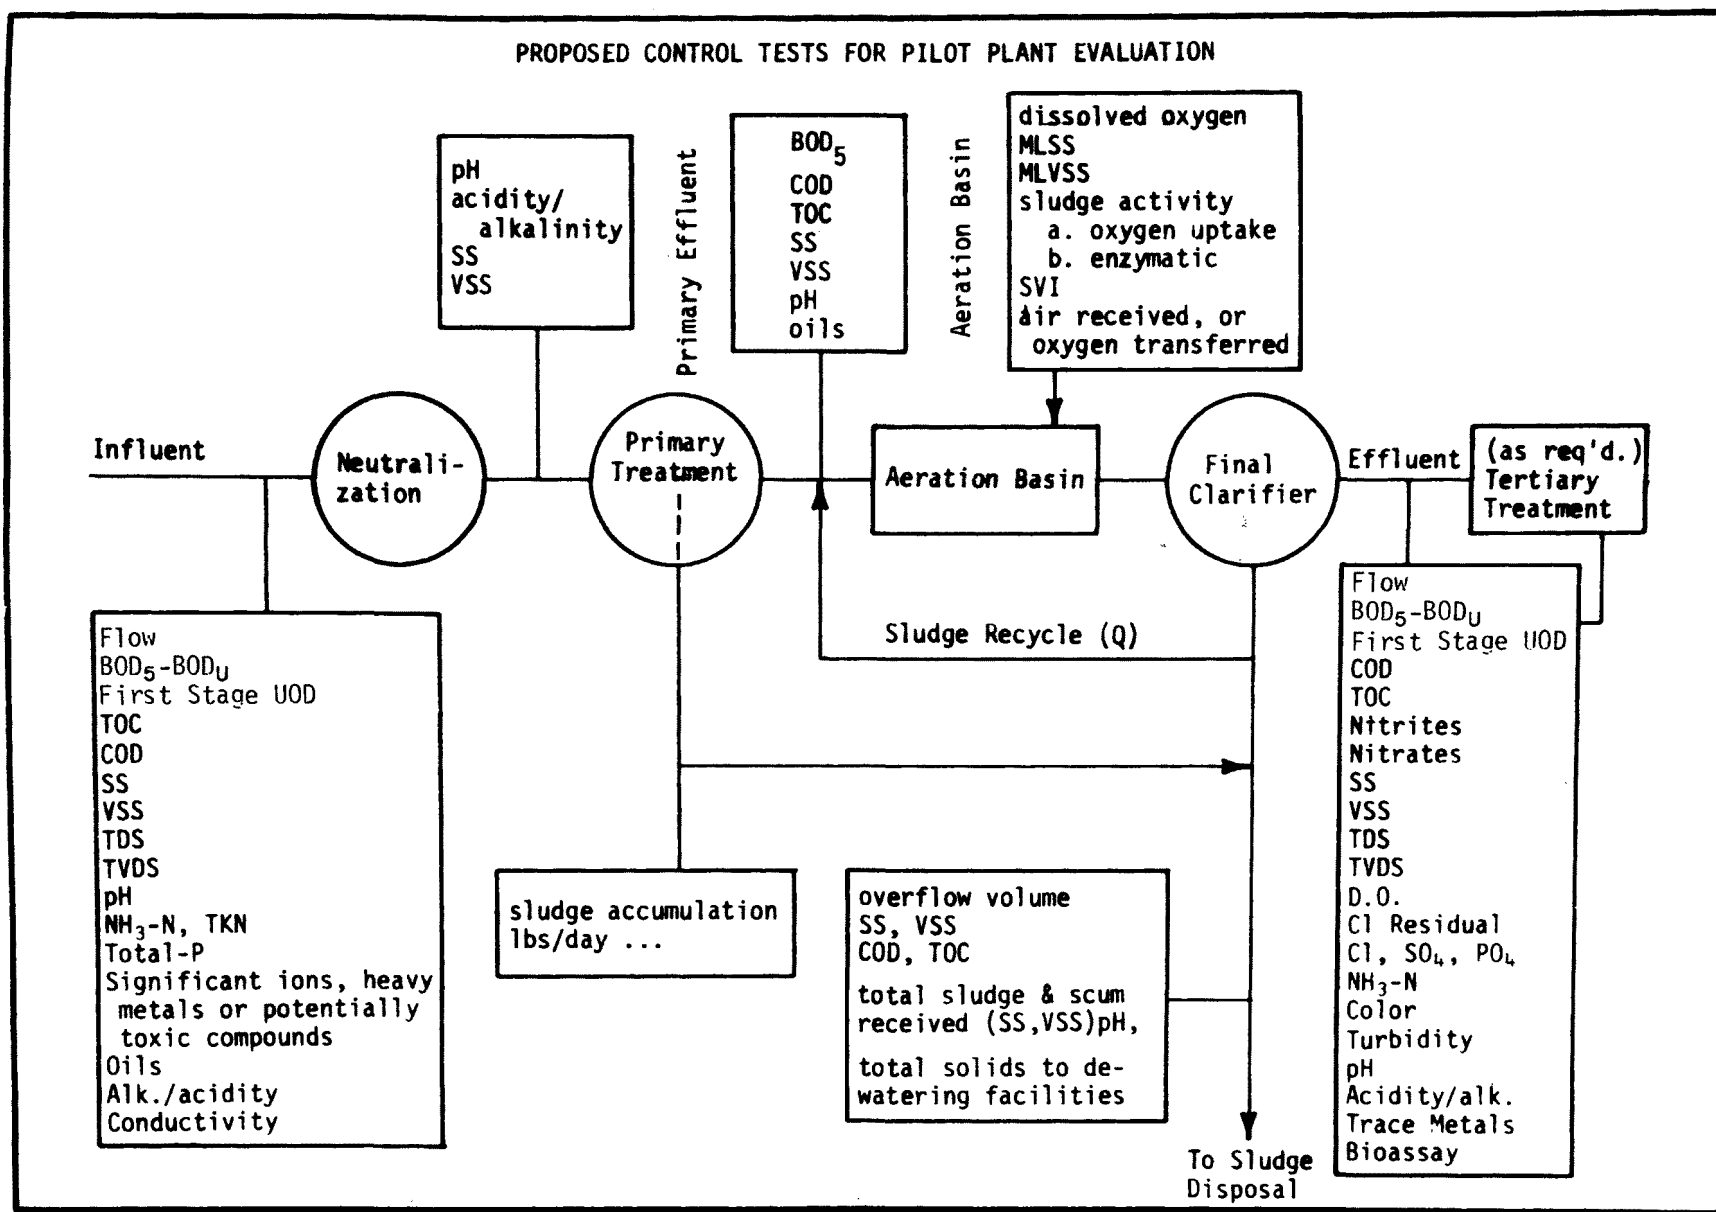 PROPOSED CONTROL TESTS FOR PILOT PLANT EVALUATION
pH
acidity/
alkalinity
SS
VSS
Primary Effluent
BOD5
COD
TOC
SS
VSS
pH
oils
Aeration Basin
dissolved oxygen
MLSS
MLVSS
sludge activity
a. oxygen uptake
b. enzymatic
SVI
air received, or
oxygen transferred
Influent
Neutrali-
zation
Primary
Treatment
Aeration Basin
Final
Clarifier
Effluent
(as req'd.)
Tertiary
Treatment
Sludge Recycle (Q)
Flow
BOD5-BODU
First Stage UOD
TOC
COD
SS
VSS
TDS
TVDS
pH
NH3-N, TKN
Total-P
Significant ions, heavy
metals or potentially
toxic compounds
Oils
Alk./acidity
Conductivity
sludge accumulation
lbs/day ...
overflow volume
SS, VSS
COD, TOC
total sludge & scum
received (SS,VSS)pH,
total solids to de-
watering facilities
To Sludge
Disposal
Flow
BOD5-BODU
First Stage UOD
COD
TOC
Nitrites
Nitrates
SS
VSS
TDS
TVDS
D.O.
Cl Residual
Cl, SO4, PO4
NH3-N
Color
Turbidity
pH
Acidity/alk.
Trace Metals
Bioassay